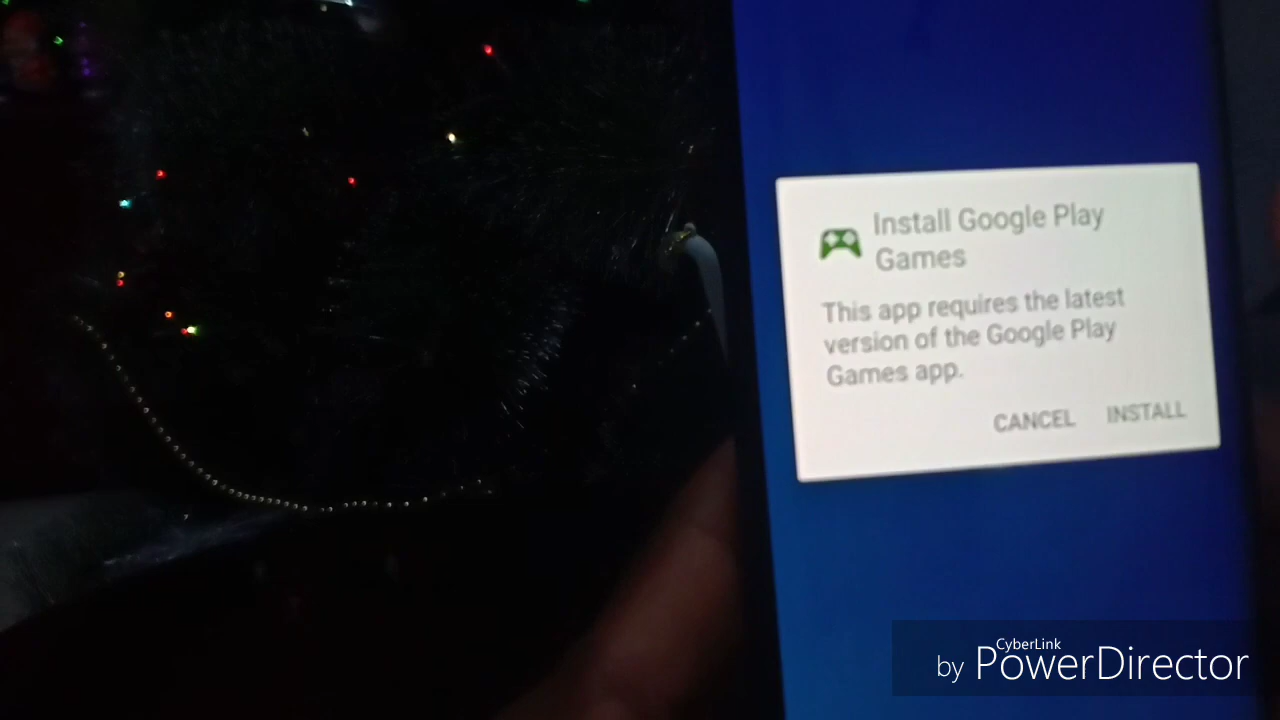 Install Google Play
Games
This app requires the latest
version of the Google Play
Games app.
CANCEL INSTALL
CyberLink
by PowerDirector